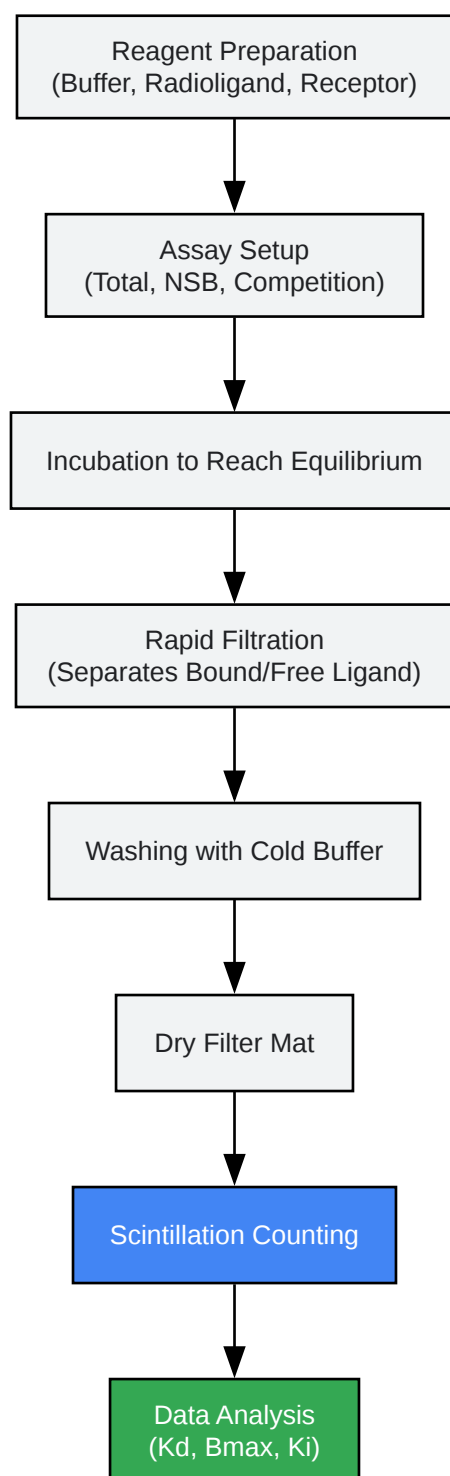 Reagent Preparation
(Buffer, Radioligand, Receptor)
Assay Setup
(Total, NSB, Competition)
Incubation to Reach Equilibrium
Rapid Filtration
(Separates Bound/Free Ligand)
Washing with Cold Buffer
Dry Filter Mat
Scintillation Counting
Data Analysis
(Kd, Bmax, Ki)